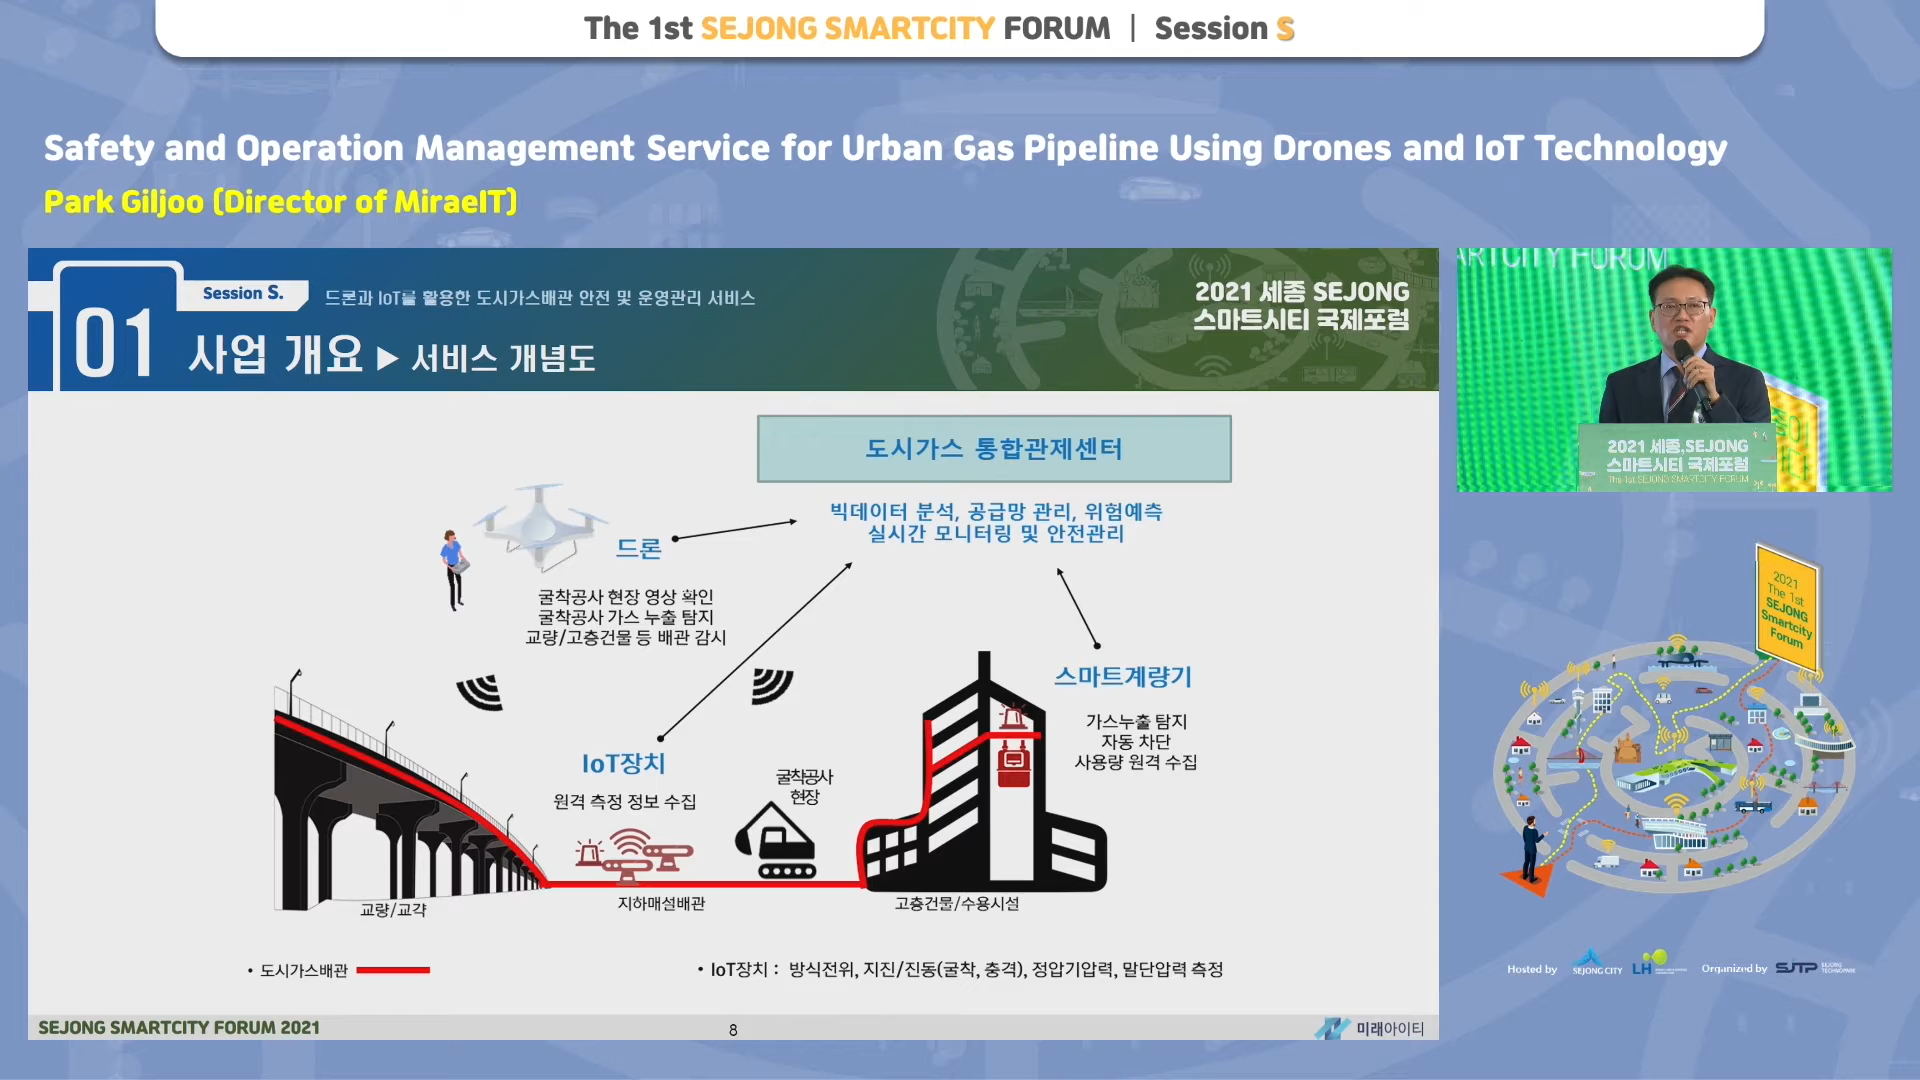 The 1st SEJONG SMARTCITY FORUM | Session S
Safety and Operation Management Service for Urban Gas Pipeline Using Drones and IoT Technology
Park Giljoo (Director of MiraeIT)
01
Session S.
드론과 IoT를 활용한 도시가스배관 안전 및 운영관리 서비스
사업 개요 ▶ 서비스 개념도
2021 세종 SEJONG
스마트시티 국제포럼
도시가스 통합관제센터
빅데이터 분석, 공급망 관리, 위험예측
실시간 모니터링 및 안전관리
드론
굴착공사 현장 영상 확인
굴착공사 가스 누출 탐지
교량/고층건물 등 배관 감시
스마트계량기
가스누출 탐지
자동 차단
사용량 원격 수집
IoT장치
원격 측정 정보 수집
굴착공사
현장
교량/교각
지하매설배관
고층건물/수용시설
• 도시가스배관
• IoT장치 : 방식전위, 지진/진동(굴착, 충격), 정압기압력, 말단압력 측정
SEJONG SMARTCITY FORUM 2021
8
미래아이티
ARTCITY FORUM
2021 세종,SEJONG
스마트시티 국제포럼
The 1st SEJONG SMARTCITY FORUM
2021
The 1st
SEJONG
Smartcity
Forum
Hosted by
SEJONG CITY
LH
Organized by
SJTP
SEJONG
TECHNOPARK